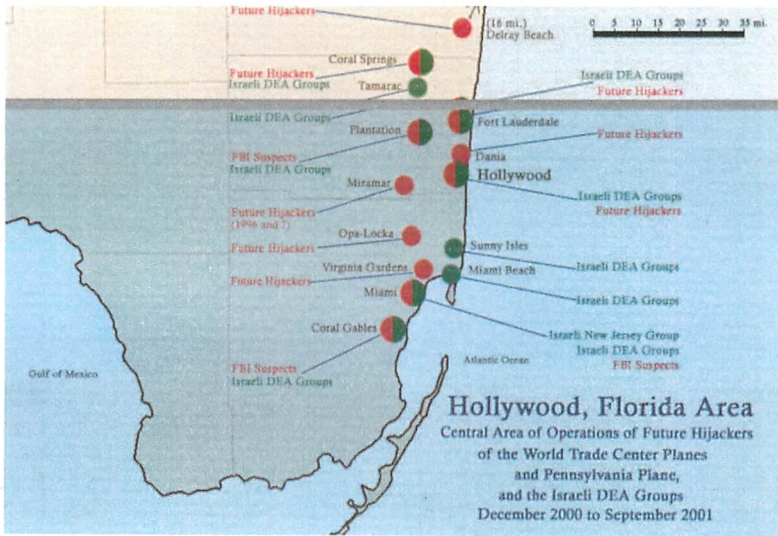 Future Hijackers
(16 mi.)
Delray Beach
0 5 10 15 20 25 30 35 mi.
Coral Springs
Future Hijackers
Israeli DEA Groups
Tamarac
Israeli DEA Groups
Future Hijackers
Israeli DEA Groups
Plantation
Fort Lauderdale
Future Hijackers
FBI Suspects
Israeli DEA Groups
Dania
Hollywood
Miramar
Israeli DEA Groups
Future Hijackers
Future Hijackers
(1996 and ?)
Opa-Locka
Future Hijackers
Sunny Isles
Israeli DEA Groups
Virginia Gardens
Future Hijackers
Miami Beach
Israeli DEA Groups
Miami
Coral Gables
Israeli New Jersey Group
Israeli DEA Groups
FBI Suspects
FBI Suspects
Israeli DEA Groups
Gulf of Mexico
Atlantic Ocean
Hollywood, Florida Area
Central Area of Operations of Future Hijackers
of the World Trade Center Planes
and Pennsylvania Plane,
and the Israeli DEA Groups
December 2000 to September 2001